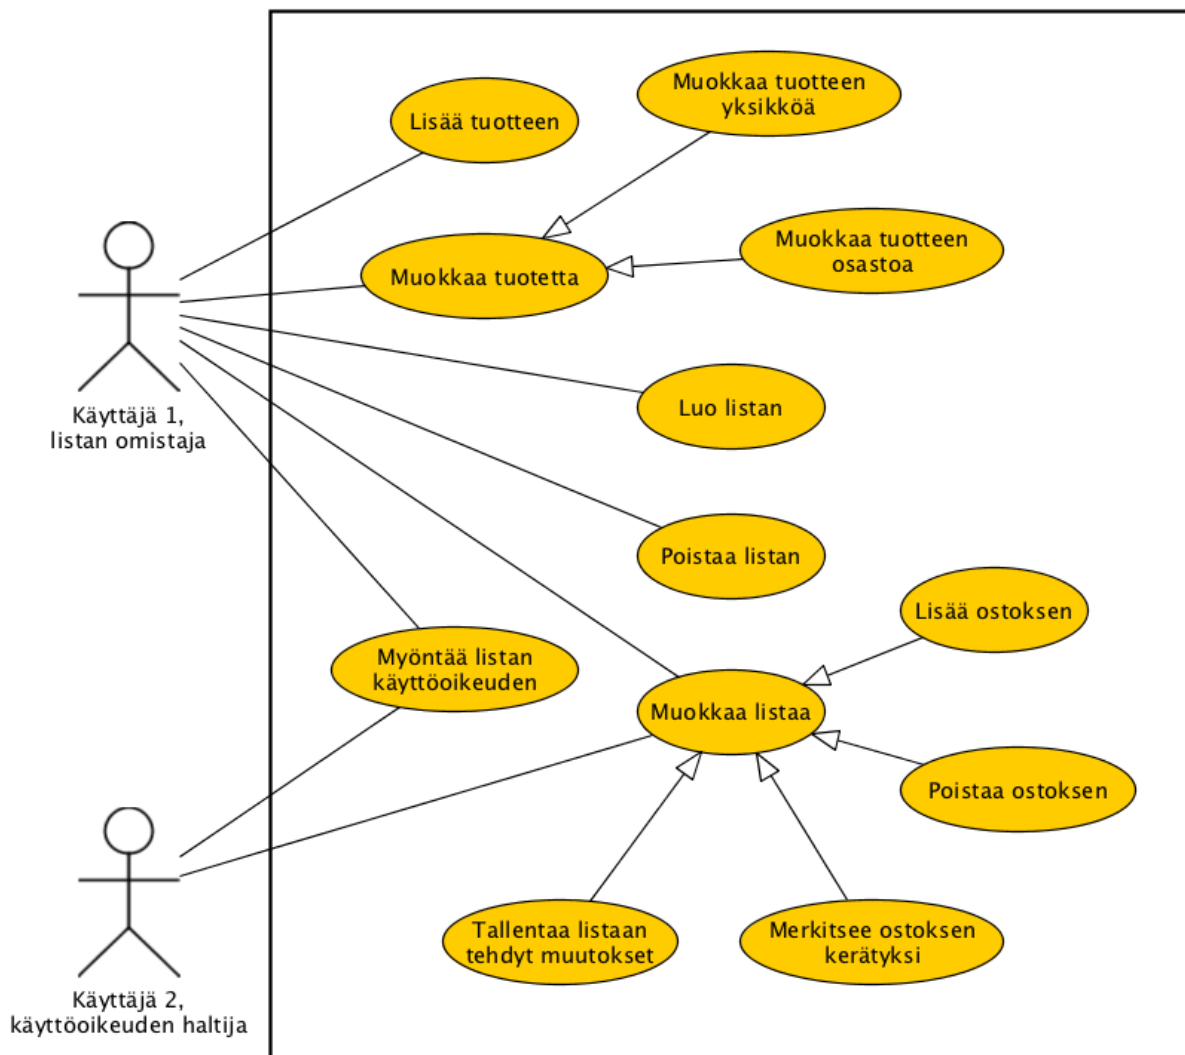 Muokkaa tuotteen
yksikköä
Lisää tuotteen
Muokkaa tuotteen
osastoa
Muokkaa tuotetta
Luo listan
Käyttäjä 1,
listan omistaja
Poistaa listan
Lisää ostoksen
Myöntää listan
käyttöoikeuden
Muokkaa listaa
Poistaa ostoksen
Tallentaa listaan
tehdyt muutokset
Merkitsee ostoksen
kerätyksi
Käyttäjä 2,
käyttöoikeuden haltija